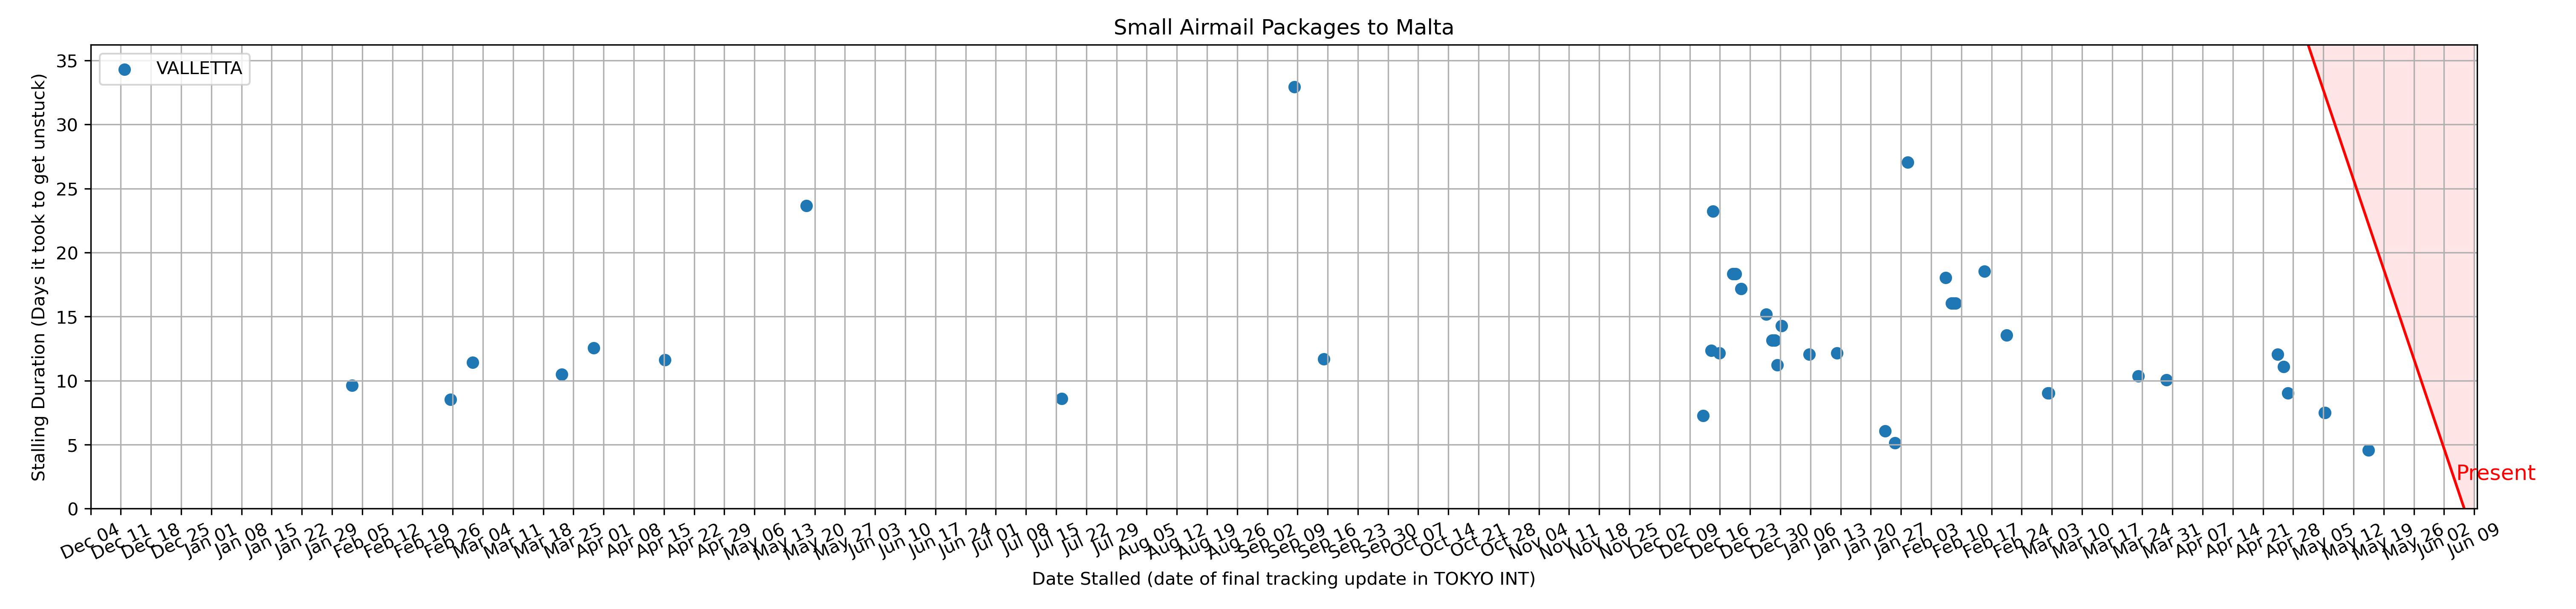 Small Airmail Packages to Malta
Stalling Duration (Days it took to get unstuck)
35
30
25
20
15
10
5
0
VALLETTA
Present
Dec 04
Dec 11
Dec 18
Dec 25
Jan 01
Jan 08
Jan 15
Jan 22
Jan 29
Feb 05
Feb 12
Feb 19
Feb 26
Mar 04
Mar 11
Mar 18
Mar 25
Apr 01
Apr 08
Apr 15
Apr 22
Apr 29
May 06
May 13
May 20
May 27
Jun 03
Jun 10
Jun 17
Jun 24
Jul 01
Jul 08
Jul 15
Jul 22
Jul 29
Aug 05
Aug 12
Aug 19
Aug 26
Sep 02
Sep 09
Sep 16
Sep 23
Sep 30
Oct 07
Oct 14
Oct 21
Oct 28
Nov 04
Nov 11
Nov 18
Nov 25
Dec 02
Dec 09
Dec 16
Dec 23
Dec 30
Jan 06
Jan 13
Jan 20
Jan 27
Feb 03
Feb 10
Feb 17
Feb 24
Mar 03
Mar 10
Mar 17
Mar 24
Mar 31
Apr 07
Apr 14
Apr 21
Apr 28
May 05
May 12
May 19
May 26
Jun 02
Jun 09
Date Stalled (date of final tracking update in TOKYO INT)